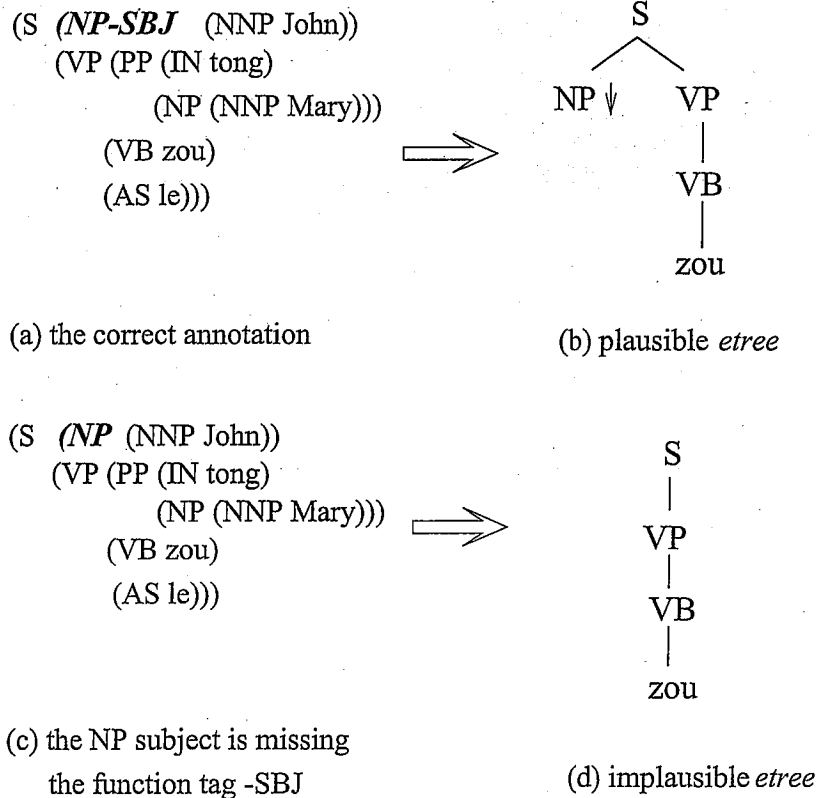 (S (NP-SBJ (NNP John))
(VP (PP (IN tong)
(NP (NNP Mary)))
(VB zou)
(AS le)))
S
NP↓ VP
VB
zou
(a) the correct annotation
(b) plausible etree
(S (NP (NNP John))
(VP (PP (IN tong)
(NP (NNP Mary)))
(VB zou)
(AS le)))
S
VP
VB
zou
(c) the NP subject is missing
the function tag -SBJ
(d) implausible etree